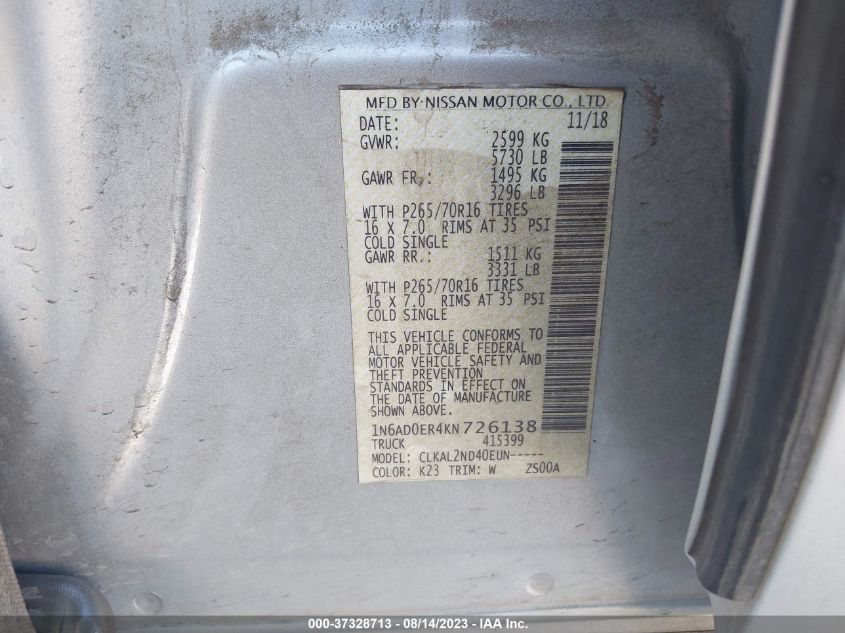 MFD BY NISSAN MOTOR CO., LTD.
DATE: 11/18
GVWR: 2599 KG
5730 LB
GAWR FR.: 1495 KG
3296 LB
WITH P265/70R16 TIRES
16 X 7.0 RIMS AT 35 PSI
COLD SINGLE
GAWR RR.: 1511 KG
3331 LB
WITH P265/70R16 TIRES
16 X 7.0 RIMS AT 35 PSI
COLD SINGLE
THIS VEHICLE CONFORMS TO
ALL APPLICABLE FEDERAL
MOTOR VEHICLE SAFETY AND
THEFT PREVENTION
STANDARDS IN EFFECT ON
THE DATE OF MANUFACTURE
SHOWN ABOVE.
1N6AD0ER4KN726138
TRUCK 415399
MODEL: CLKAL2ND40EUN-----
COLOR: K23 TRIM: W ZS00A
000-37328713 - 08/14/2023 - IAA Inc.